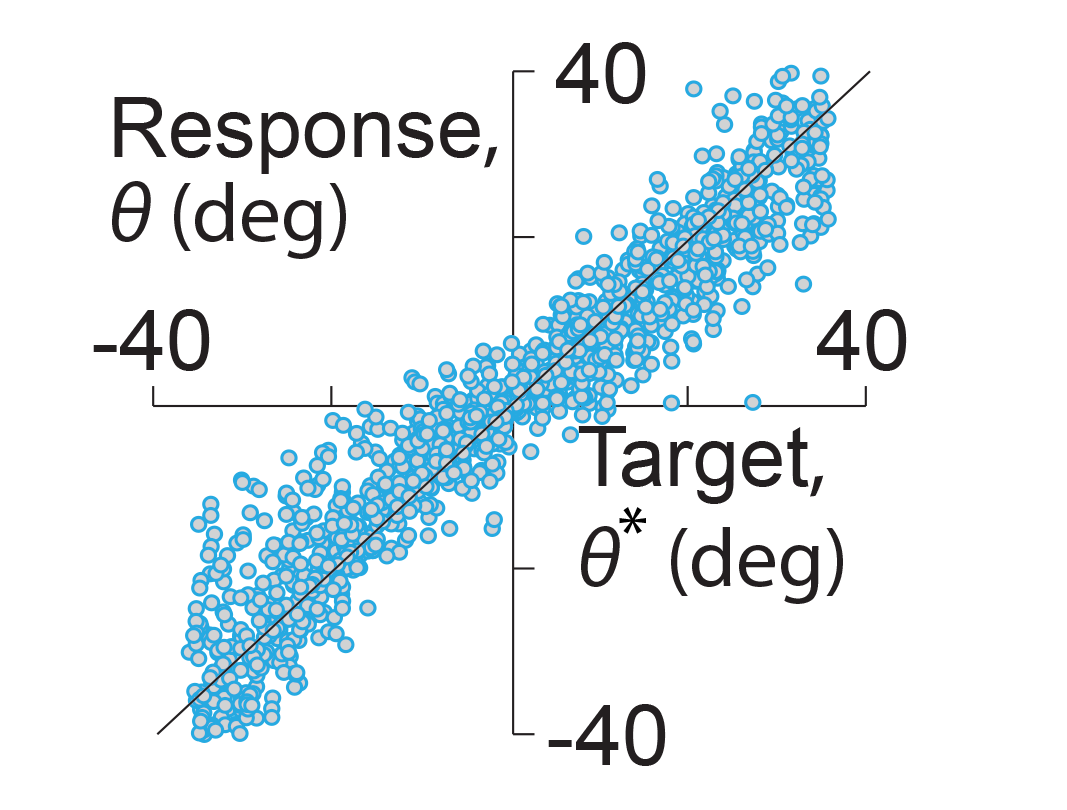 40
Response,
θ (deg)
-40
40
Target,
θ* (deg)
-40